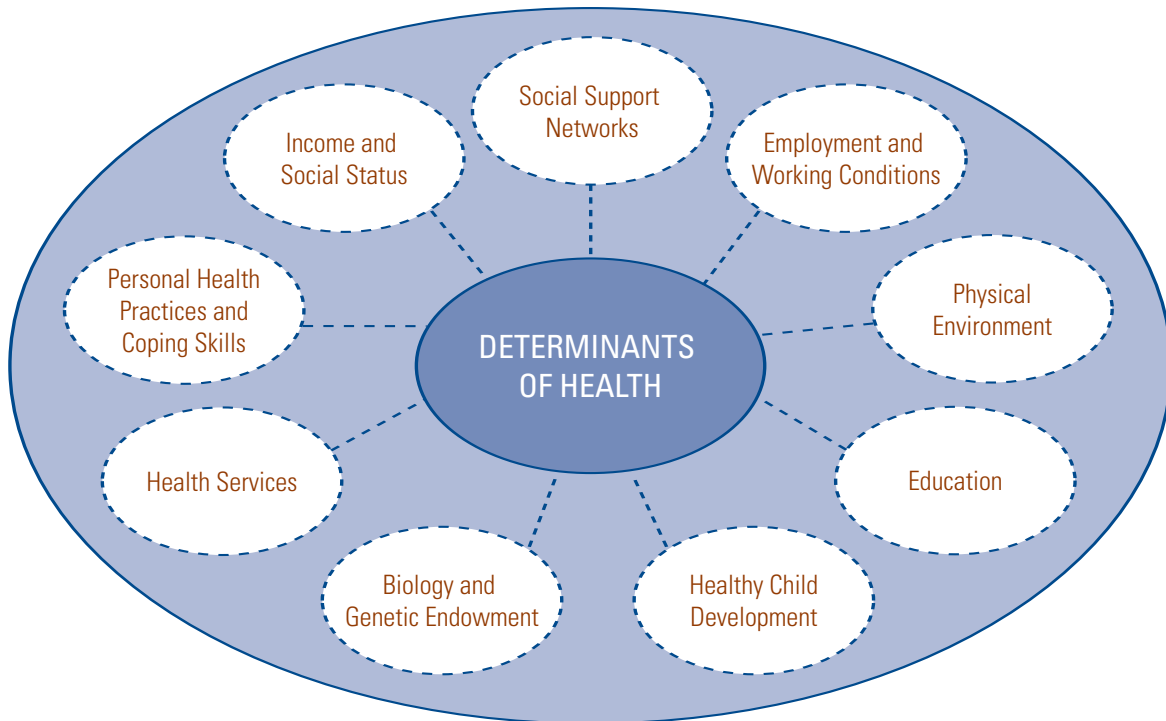 Social Support
Networks
Income and
Social Status
Employment and
Working Conditions
Personal Health
Practices and
Coping Skills
Physical
Environment
DETERMINANTS
OF HEALTH
Health Services
Education
Biology and
Genetic Endowment
Healthy Child
Development